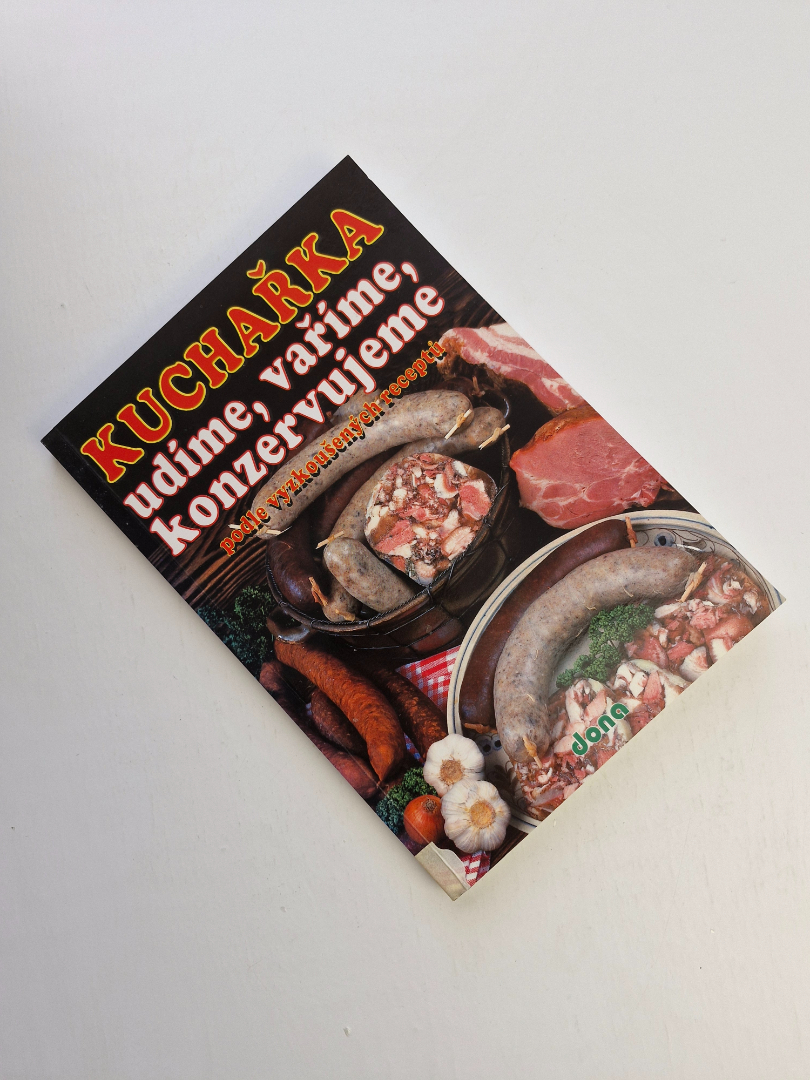 KUCHAŘKA
udíme, vaříme,
konzervujeme
podle vyzkoušených receptů
dona